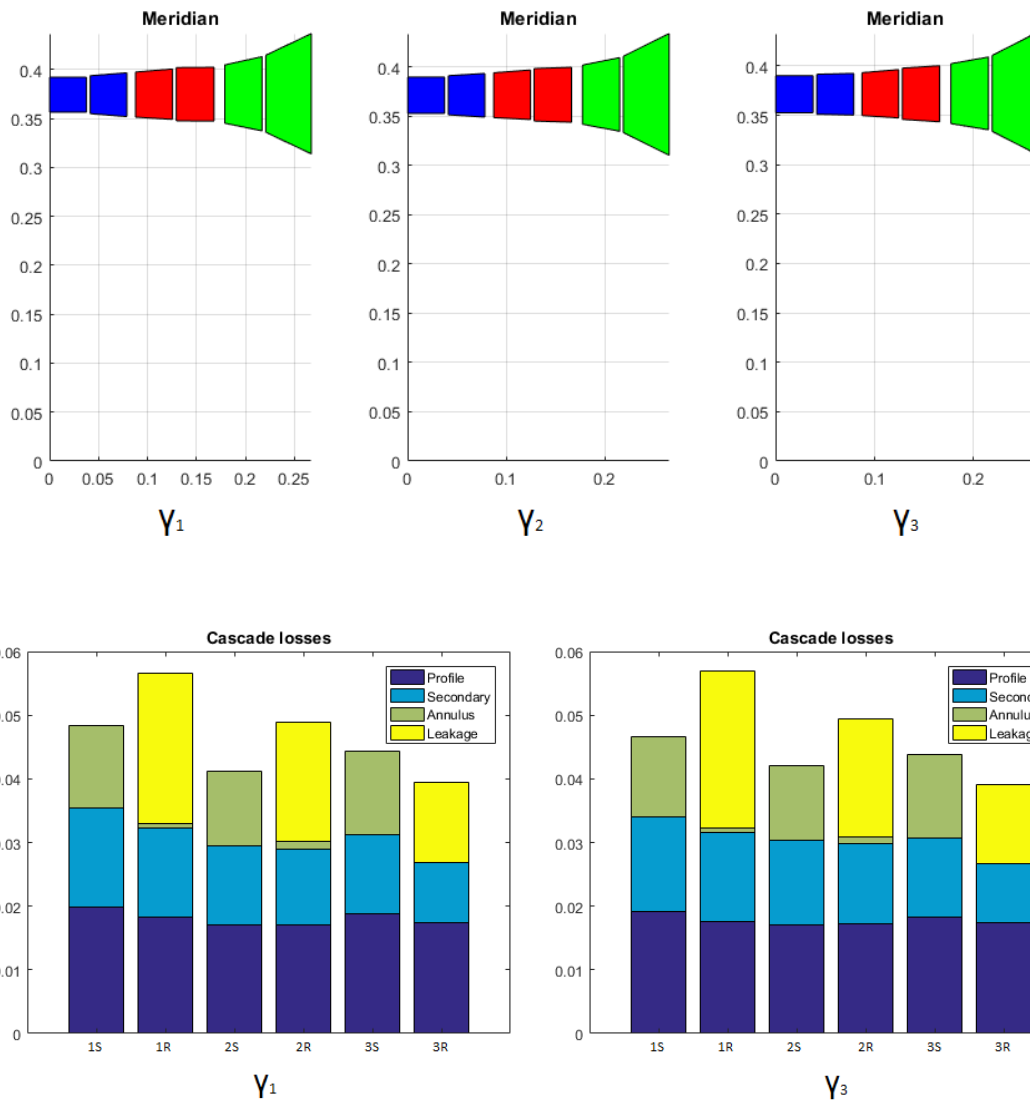 Meridian Meridian Meridian
0.4 0.4 0.4
0.35 0.35 0.35
0.3 0.3 0.3
0.25 0.25 0.25
0.2 0.2 0.2
0.15 0.15 0.15
0.1 0.1 0.1
0.05 0.05 0.05
0 0 0
0 0.05 0.1 0.15 0.2 0.25 0 0.1 0.2 0 0.1 0.2
γ1 γ2 γ3
Cascade losses
0.06
Profile
Secondary
Annulus
Leakage
0.05
0.04
0.03
0.02
0.01
0
1S 1R 2S 2R 3S 3R
γ1
Cascade losses
0.06
Profile
Second
Annulu
Leakag
0.05
0.04
0.03
0.02
0.01
0
1S 1R 2S 2R 3S 3R
γ3